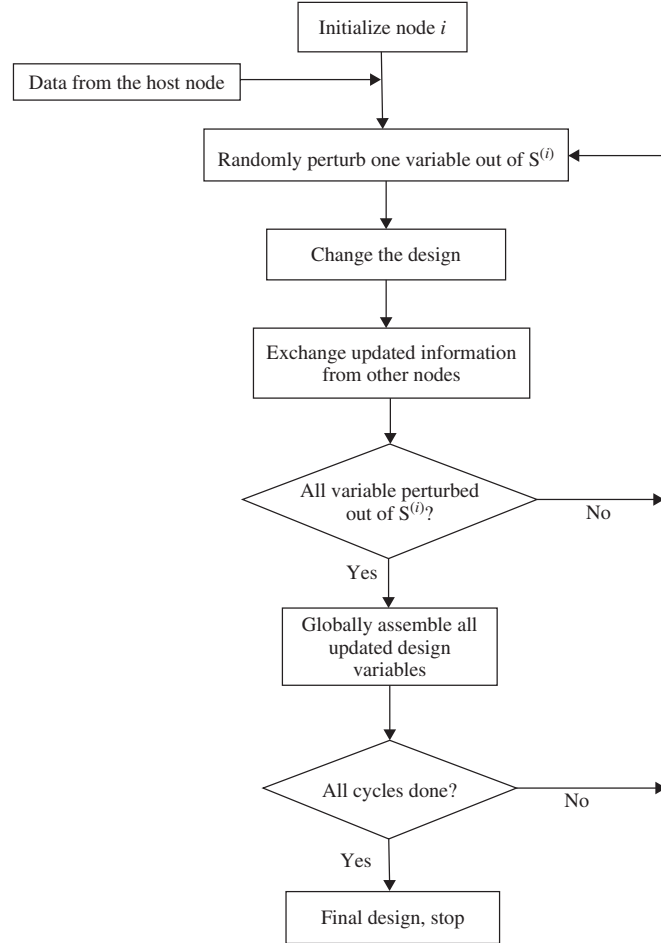 Initialize node i
Data from the host node
Randomly perturb one variable out of S⁽ⁱ⁾
Change the design
Exchange updated information
from other nodes
All variable perturbed
out of S⁽ⁱ⁾?
No
Yes
Globally assemble all
updated design
variables
All cycles done?
No
Yes
Final design, stop